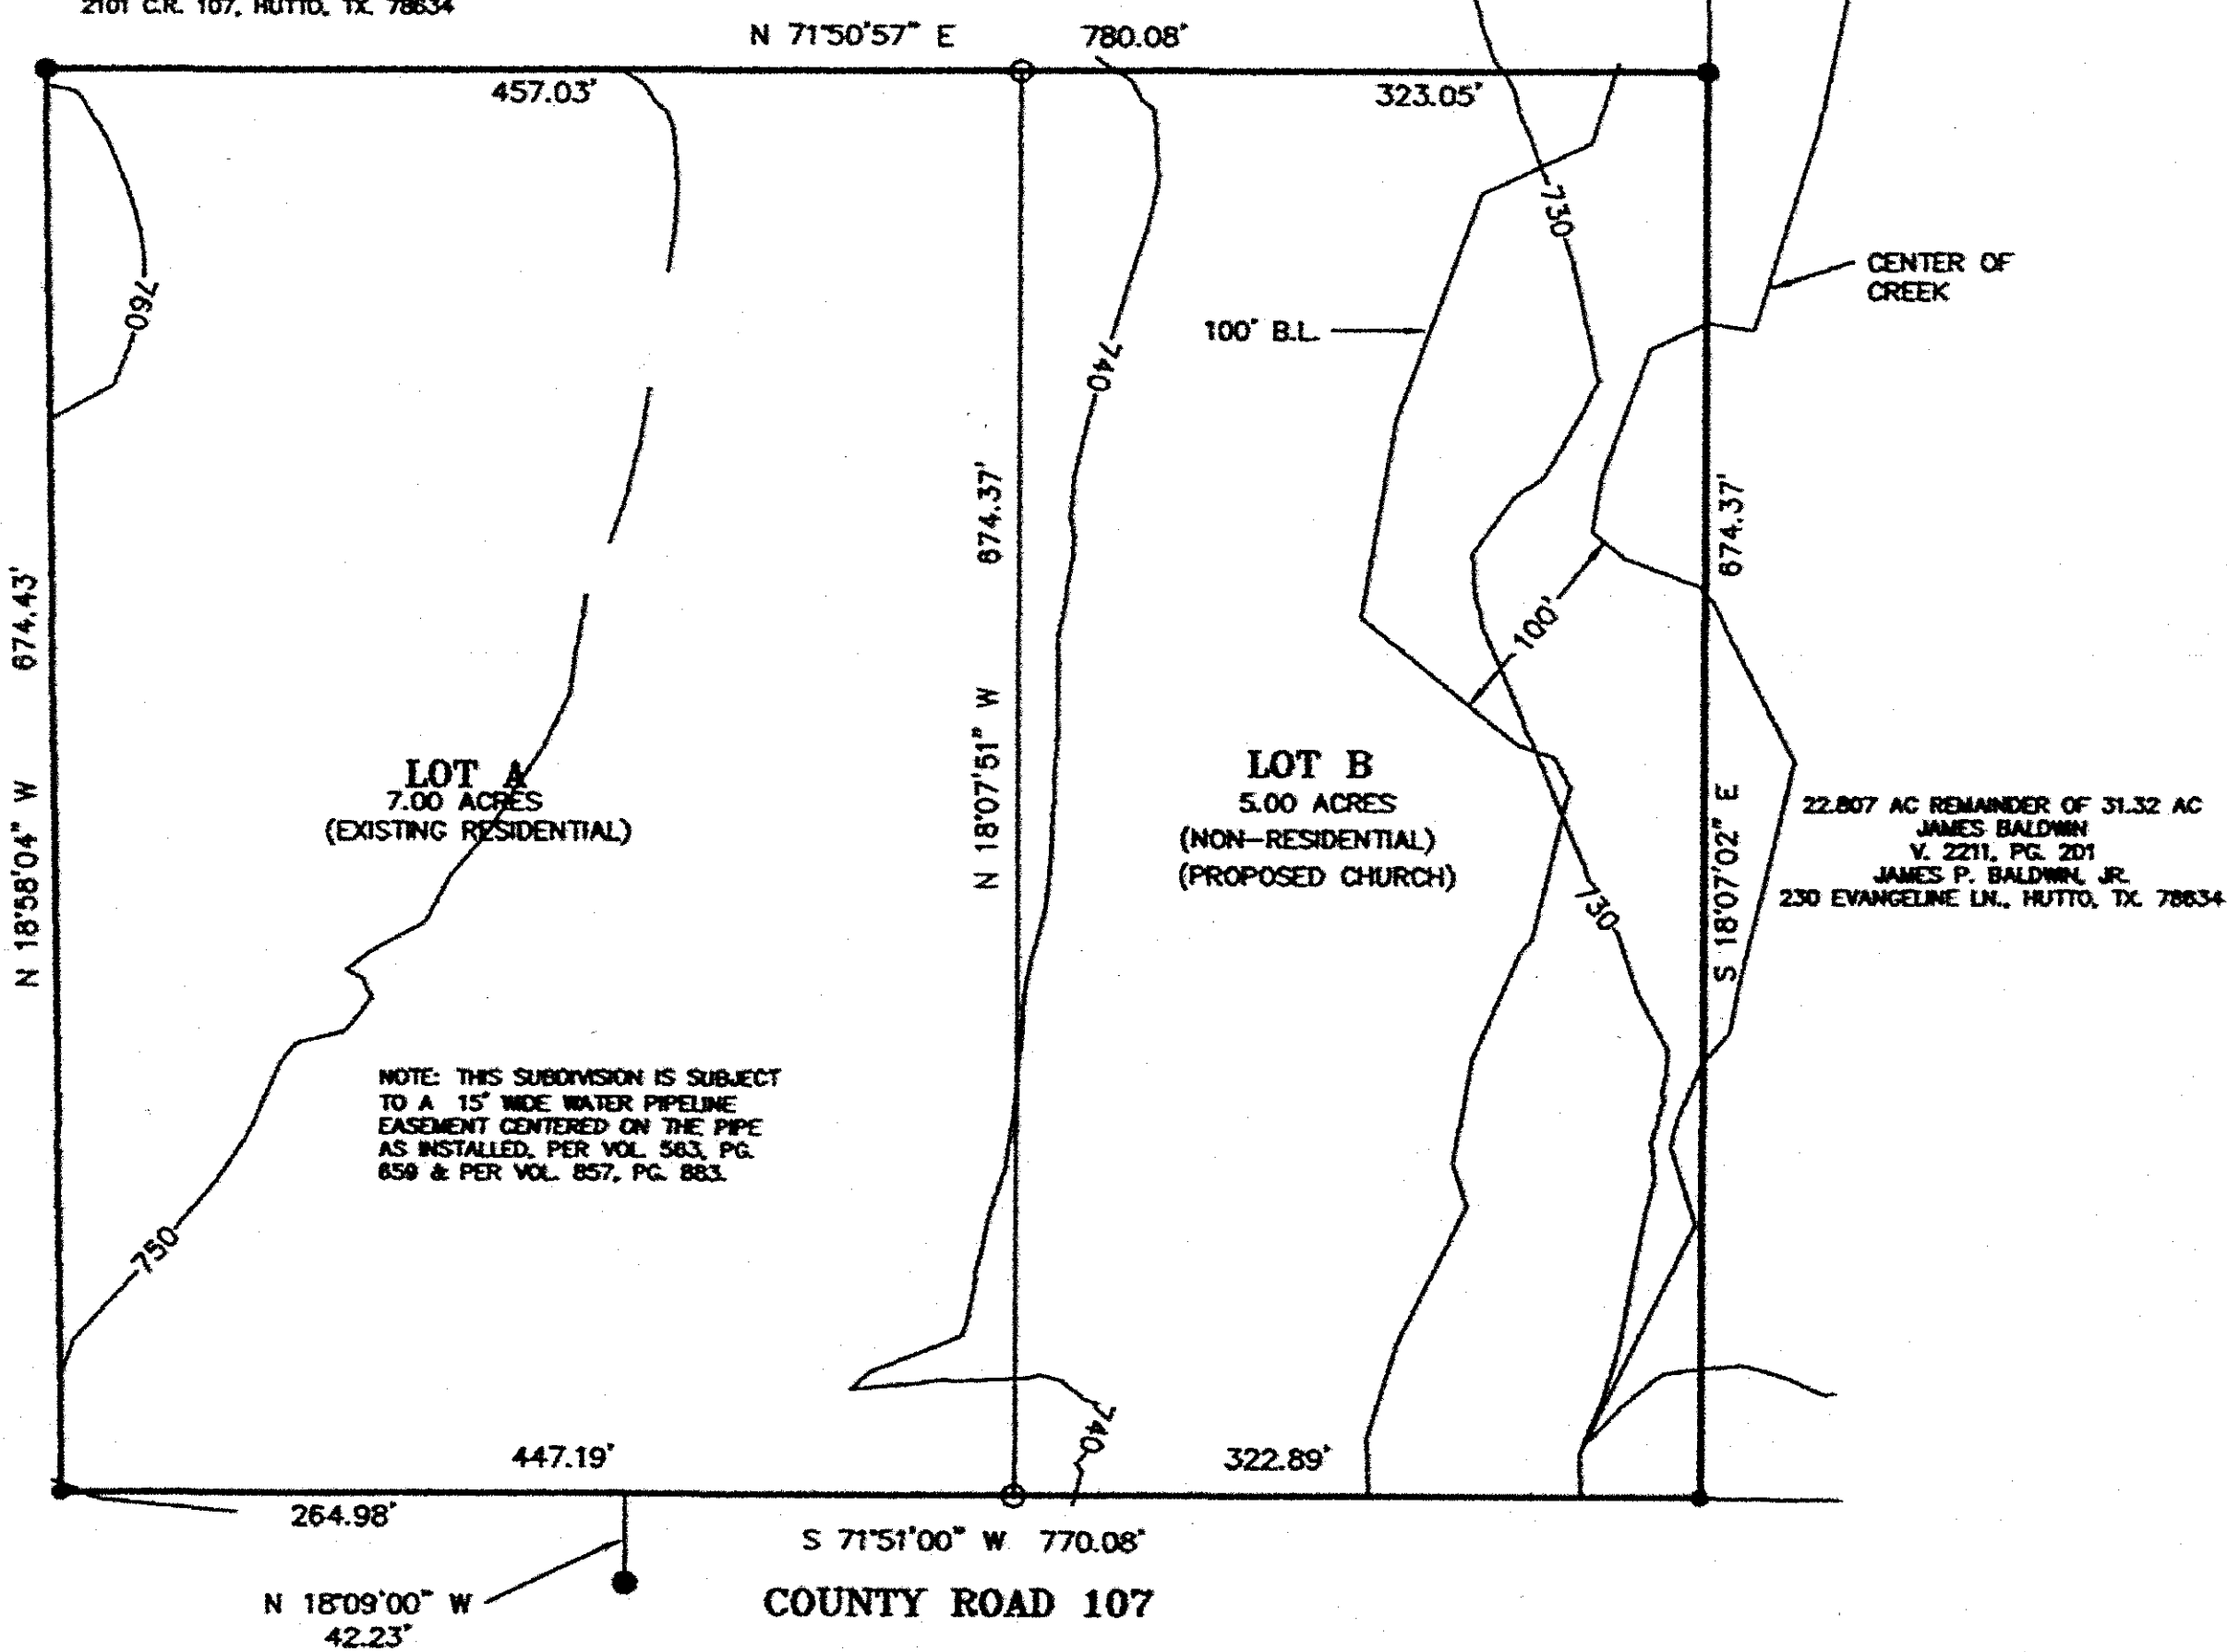 2101 C.R. 107, HUTTO, TX. 78634
N 71°50'57" E 780.08'
457.03'
323.05'
760
730
CENTER OF
CREEK
100' B.L.
740
674.37'
674.37'
674.43'
100'
N 18°07'51" W
LOT A
7.00 ACRES
(EXISTING RESIDENTIAL)
LOT B
5.00 ACRES
(NON-RESIDENTIAL)
(PROPOSED CHURCH)
N 18°58'04" W
S 18°07'02" E
22.807 AC REMAINDER OF 31.32 AC
JAMES BALDWIN
V. 2211, PG. 201
JAMES P. BALDWIN, JR.
230 EVANGELINE LN., HUTTO, TX. 78634
730
NOTE: THIS SUBDIVISION IS SUBJECT
TO A 15' WIDE WATER PIPELINE
EASEMENT CENTERED ON THE PIPE
AS INSTALLED, PER VOL. 563, PG.
659 & PER VOL. 857, PG. 883.
750
740
447.19'
322.89'
264.98'
S 71°51'00" W 770.08'
N 18°09'00" W
42.23'
COUNTY ROAD 107